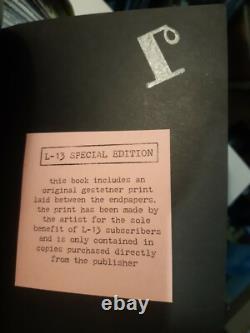 L-13 SPECIAL EDITION
this book includes an
original gestetner print
laid between the endpapers.
the print has been made by
the artist for the sole
benefit of L-13 subscribers
and is only contained in
copies purchased directly
from the publisher
ebay